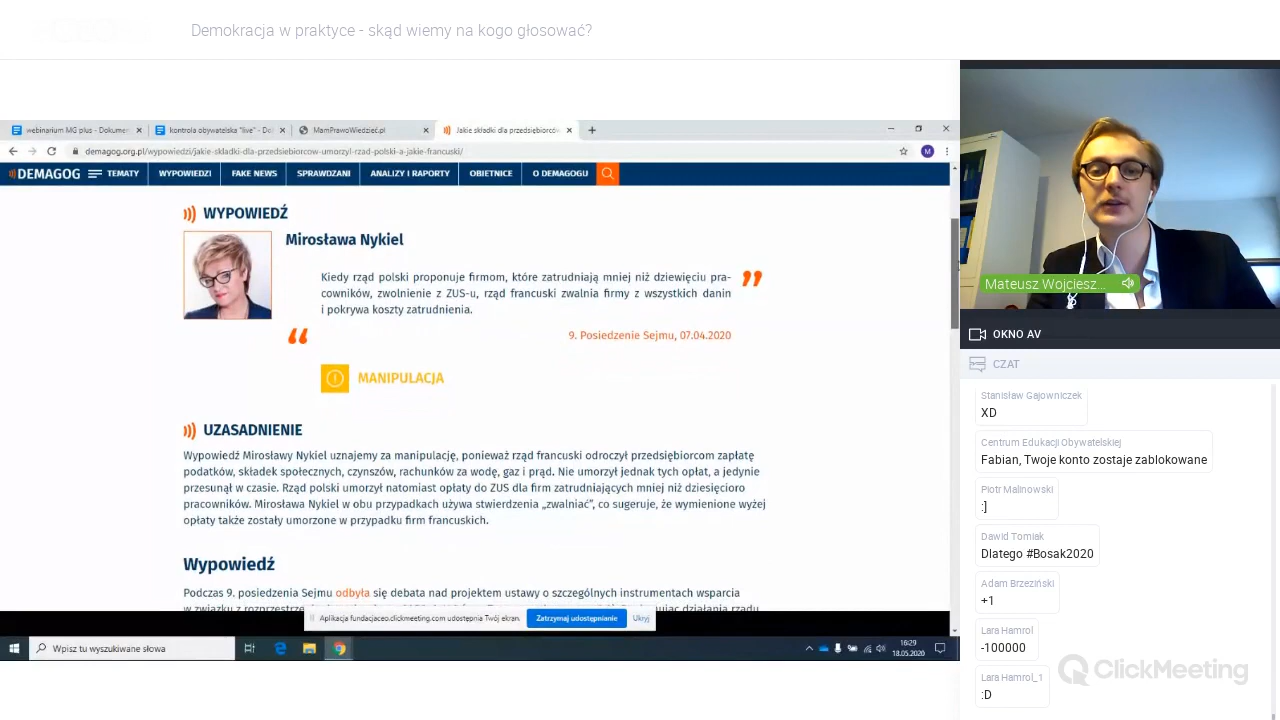 Demokracja w praktyce - skąd wiemy na kogo głosować?
webinarium MG plus - Dokumen
kontrola obywatelska "live" - Do
MamPrawoWiedzieć.pl
Jakie składki dla przedsiębiorców
demagog.org.pl/wypowiedzi/jakie-skladki-dla-przedsiebiorcow-umorzyl-rzad-polski-a-jakie-francuski/
M
DEMAGOG
TEMATY
WYPOWIEDZI
FAKE NEWS
SPRAWDZANI
ANALIZY I RAPORTY
OBIETNICE
O DEMAGOGU
WYPOWIEDŹ
Mirosława Nykiel
Kiedy rząd polski proponuje firmom, które zatrudniają mniej niż dziewięciu pra-
cowników, zwolnienie z ZUS-u, rząd francuski zwalnia firmy z wszystkich danin
i pokrywa koszty zatrudnienia.
9. Posiedzenie Sejmu, 07.04.2020
MANIPULACJA
UZASADNIENIE
Wypowiedź Mirosławy Nykiel uznajemy za manipulację, ponieważ rząd francuski odroczył przedsiębiorcom zapłatę
podatków, składek społecznych, czynszów, rachunków za wodę, gaz i prąd. Nie umorzył jednak tych opłat, a jedynie
przesunął w czasie. Rząd polski umorzył natomiast opłaty do ZUS dla firm zatrudniających mniej niż dziesięcioro
pracowników. Mirosława Nykiel w obu przypadkach używa stwierdzenia „zwalniać”, co sugeruje, że wymienione wyżej
opłaty także zostały umorzone w przypadku firm francuskich.
Wypowiedź
Podczas 9. posiedzenia Sejmu odbyła się debata nad projektem ustawy o szczególnych instrumentach wsparcia
Aplikacja fundacjaceo.clickmeeting.com udostępnia Twój ekran.
Zatrzymaj udostępnianie
Ukryj
Wpisz tu wyszukiwane słowa
16:29
18.05.2020
Mateusz Wojciesz...
OKNO AV
CZAT
Stanisław Gajowniczek
XD
Centrum Edukacji Obywatelskiej
Fabian, Twoje konto zostaje zablokowane
Piotr Malinowski
:]
Dawid Tomiak
Dlatego #Bosak2020
Adam Brzeziński
+1
Lara Hamrol
-100000
Lara Hamrol_1
:D
ClickMeeting